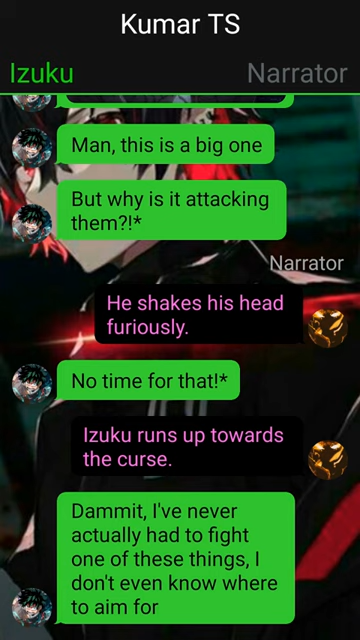 Kumar TS
Izuku
Narrator
Man, this is a big one
But why is it attacking
them?!*
Narrator
He shakes his head
furiously.
No time for that!*
Izuku runs up towards
the curse.
Dammit, I've never
actually had to fight
one of these things, I
don't even know where
to aim for